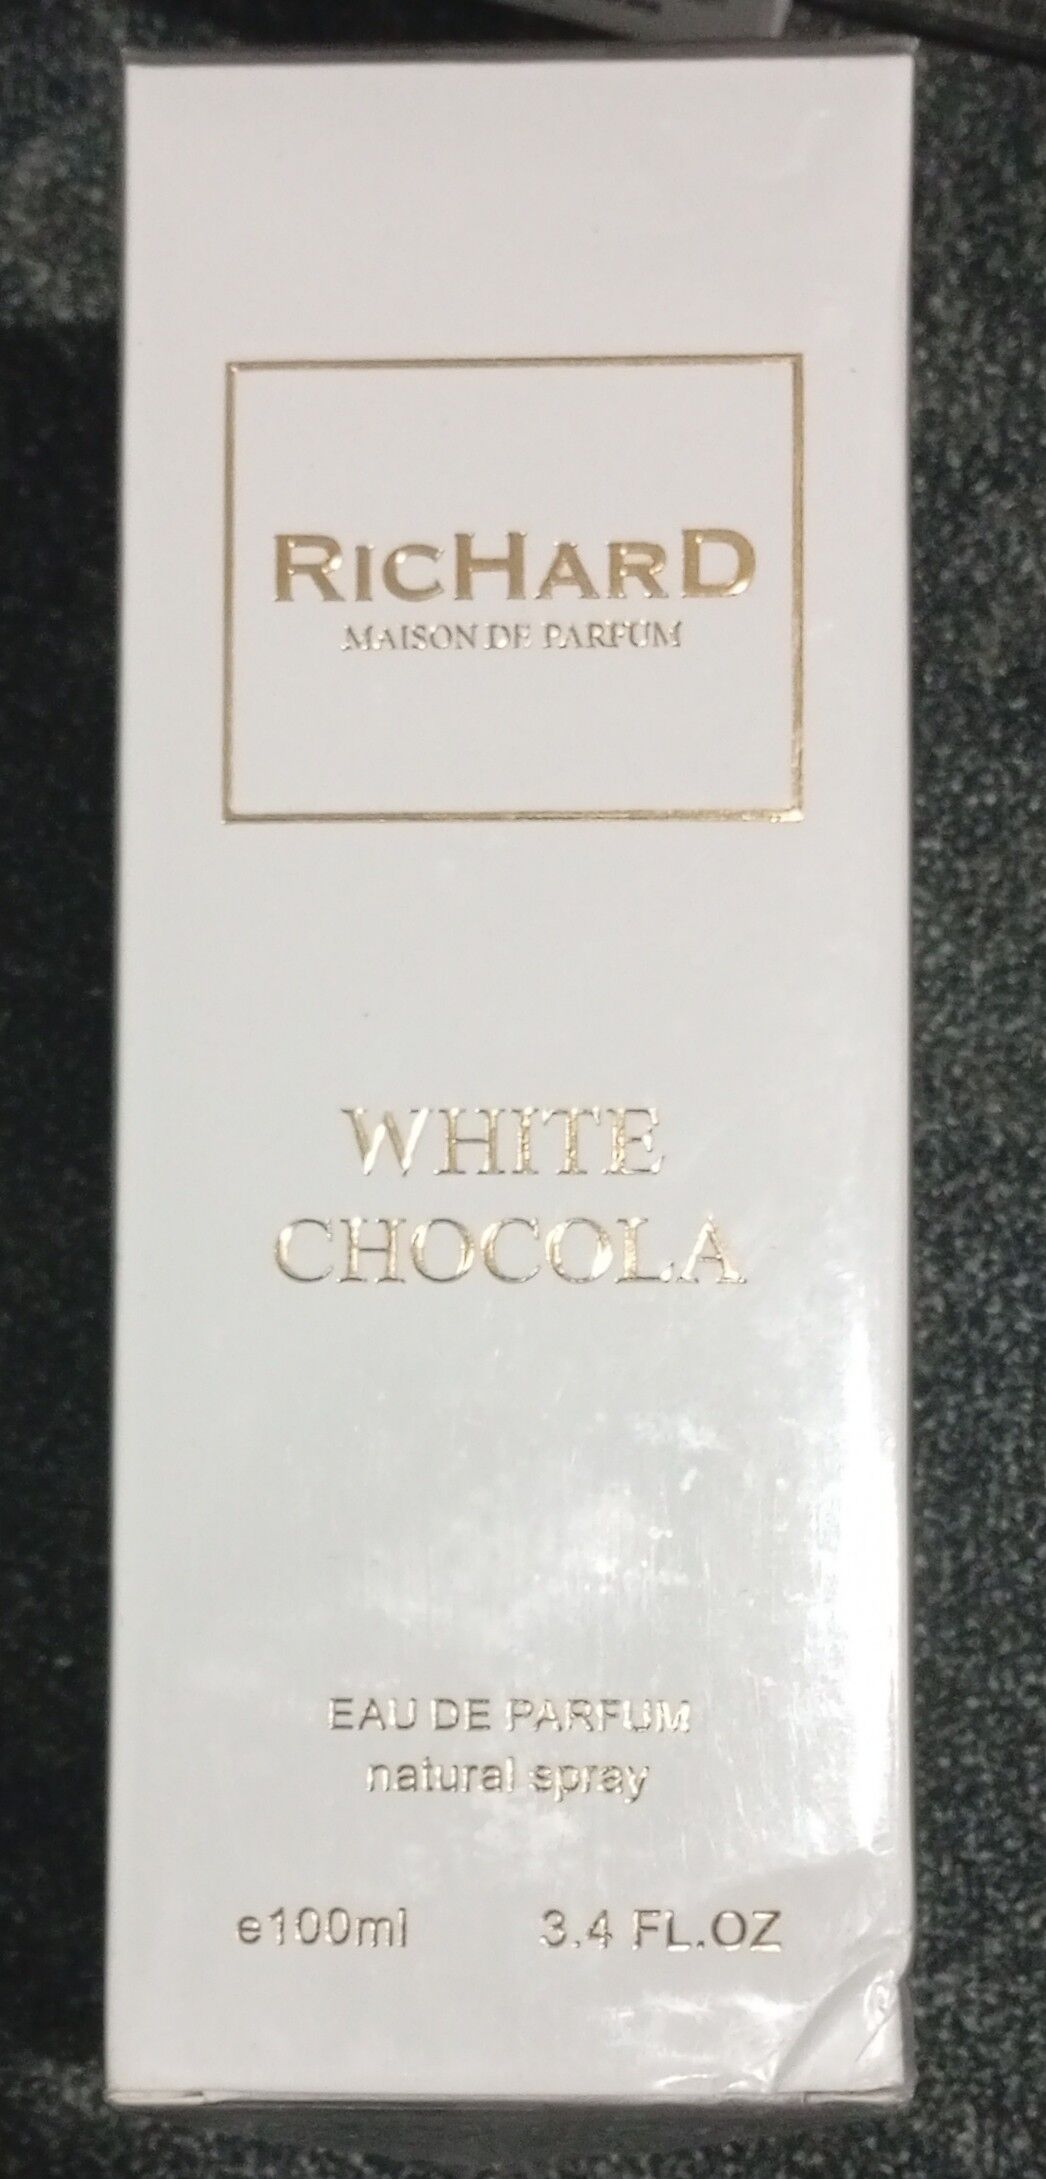 RICHARD
MAISON DE PARFUM
WHITE
CHOCOLA
EAU DE PARFUM
natural spray
e100ml 3.4 FL.OZ